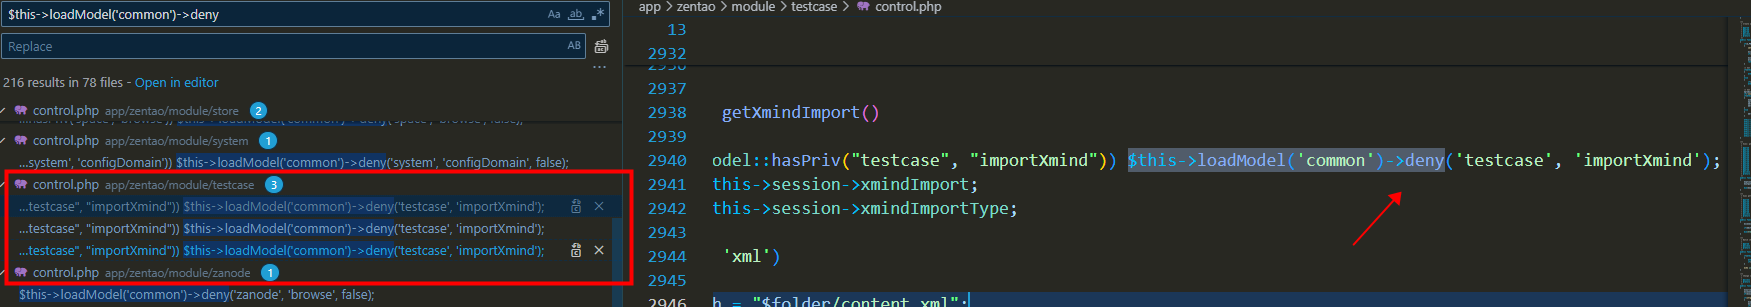 $this->loadModel('common')->deny
Aa ab .*
Replace
AB
216 results in 78 files - Open in editor
control.php app/zentao/module/store 2
control.php app/zentao/module/system 1
...system', 'configDomain')) $this->loadModel('common')->deny('system', 'configDomain', false);
control.php app/zentao/module/testcase 3
...testcase", "importXmind")) $this->loadModel('common')->deny('testcase', 'importXmind');
...testcase", "importXmind")) $this->loadModel('common')->deny('testcase', 'importXmind');
...testcase", "importXmind")) $this->loadModel('common')->deny('testcase', 'importXmind');
control.php app/zentao/module/zanode 1
$this->loadModel('common')->deny('zanode', 'browse', false);
app > zentao > module > testcase > control.php
13
2932
2937
2938 getXmindImport()
2939
2940 odel::hasPriv("testcase", "importXmind")) $this->loadModel('common')->deny('testcase', 'importXmind');
2941 this->session->xmindImport;
2942 this->session->xmindImportType;
2943
2944 'xml')
2945
2946 h = "$folder/content.xml";